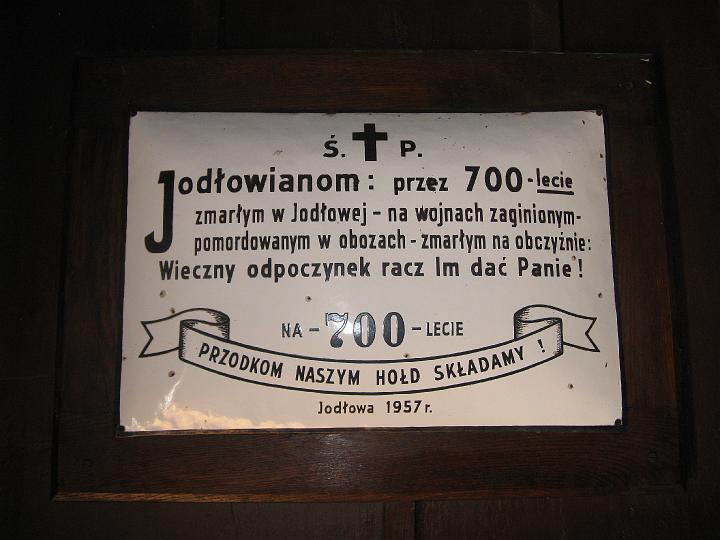 Ś. P.
Jodłowianom: przez 700-lecie
zmarłym w Jodłowej - na wojnach zaginionym-
pomordowanym w obozach - zmarłym na obczyźnie:
Wieczny odpoczynek racz Im dać Panie!
NA - 700 - LECIE
PRZODKOM NASZYM HOŁD SKŁADAMY !
Jodłowa 1957 r.